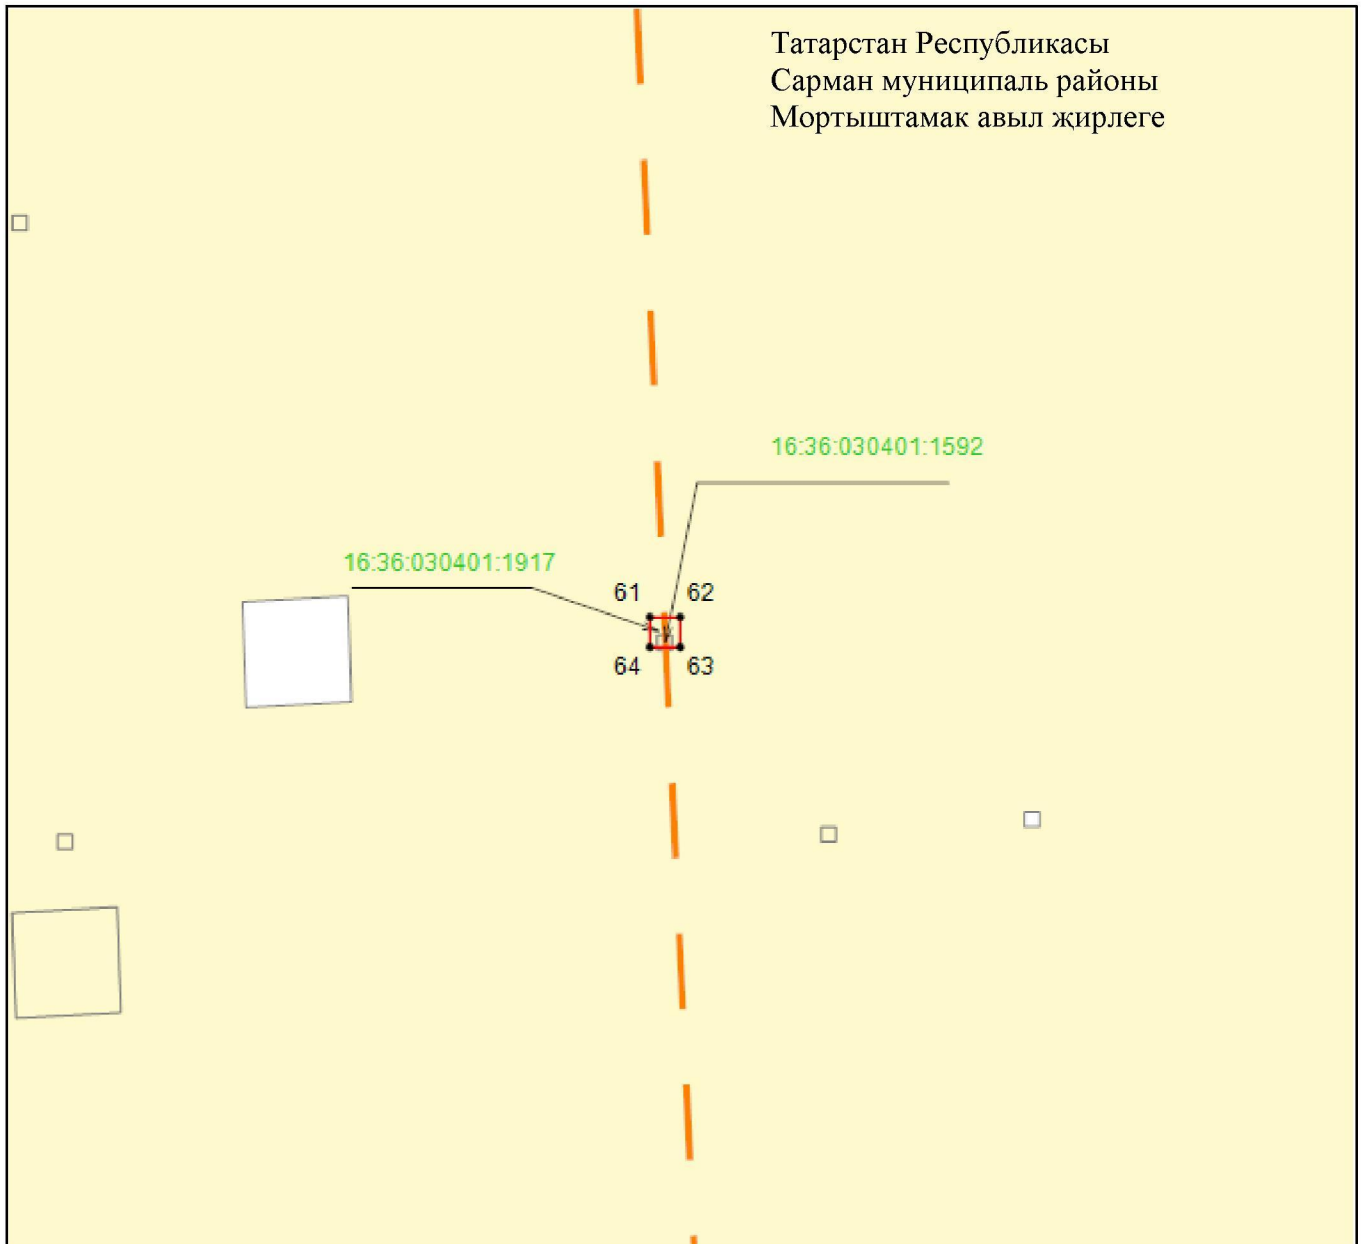 Татарстан Республикасы
Сарман муниципаль районы
Мортыштамак авыл җирлеге
16:36:030401:1592
16:36:030401:1917
61 62
64 63